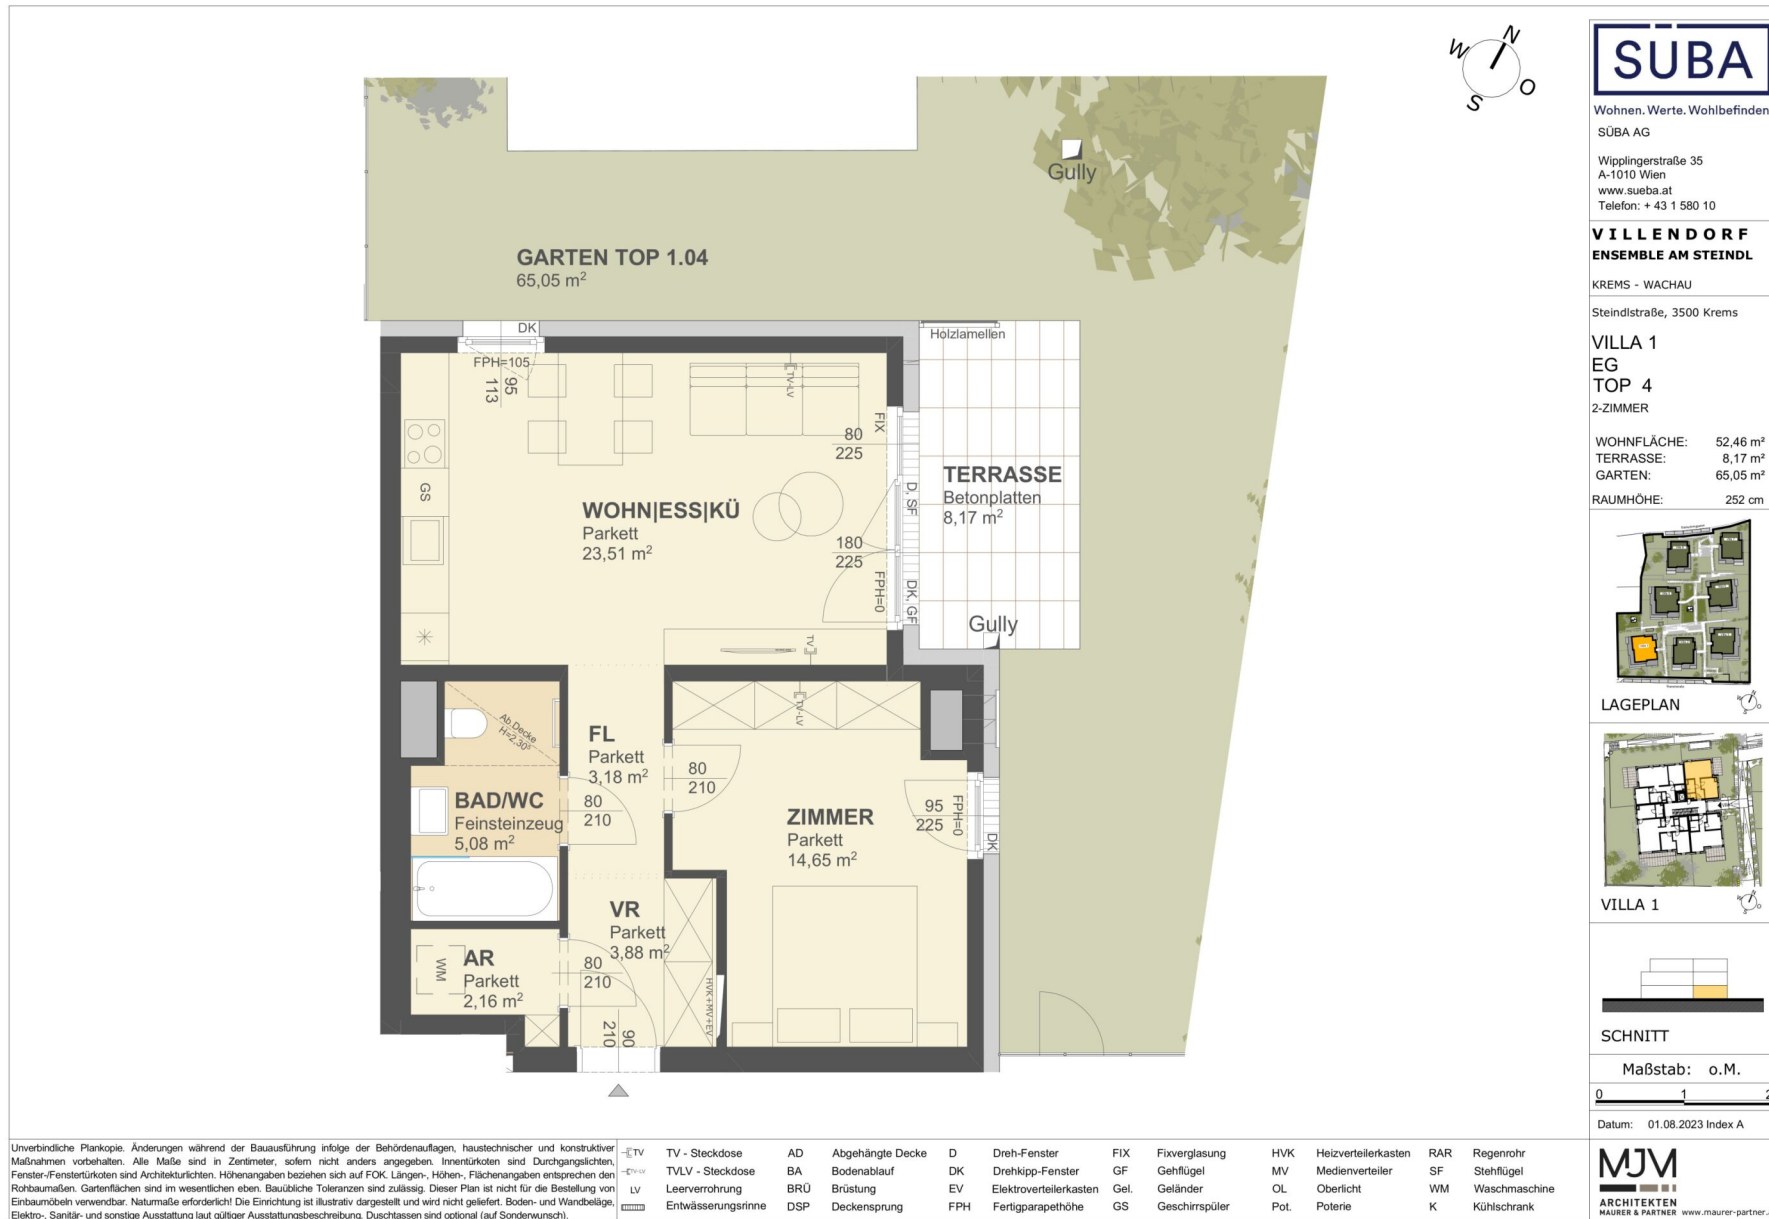 N
W
O
S
Gully
GARTEN TOP 1.04
65,05 m²
DK
FPH=105
95
113
Holzlamellen
TV-LV
FIX
80
225
D, SF
WOHN|ESS|KÜ
Parkett
23,51 m²
GS
TERRASSE
Betonplatten
8,17 m²
180
225
FPH=0
DK, GF
Gully
TV
TV-LV
Ab.Decke
H=2,30⁵
FL
Parkett
3,18 m²
80
210
BAD/WC
Feinsteinzeug
5,08 m²
80
210
ZIMMER
Parkett
14,65 m²
95
225
FPH=0
DK
VR
Parkett
3,88 m²
AR
Parkett
2,16 m²
WM
80
210
HVK+MV+EV
90
210
SÜBA
Wohnen. Werte. Wohlbefinden
SÜBA AG
Wipplingerstraße 35
A-1010 Wien
www.sueba.at
Telefon: + 43 1 580 10
VILLENDORF
ENSEMBLE AM STEINDL
KREMS - WACHAU
Steindlstraße, 3500 Krems
VILLA 1
EG
TOP 4
2-ZIMMER
WOHNFLÄCHE: 52,46 m²
TERRASSE: 8,17 m²
GARTEN: 65,05 m²
RAUMHÖHE: 252 cm
LAGEPLAN
VILLA 1
SCHNITT
Maßstab: o.M.
0 1 2
Datum: 01.08.2023 Index A
MJM
ARCHITEKTEN
MAURER & PARTNER www.maurer-partner.
Unverbindliche Plankopie. Änderungen während der Bauausführung infolge der Behördenauflagen, haustechnischer und konstruktiver
Maßnahmen vorbehalten. Alle Maße sind in Zentimeter, sofern nicht anders angegeben. Innentürkoten sind Durchgangslichten,
Fenster-/Fenstertürkoten sind Architekturlichten. Höhenangaben beziehen sich auf FOK. Längen-, Höhen-, Flächenangaben entsprechen den
Rohbaumaßen. Gartenflächen sind im wesentlichen eben. Bauübliche Toleranzen sind zulässig. Dieser Plan ist nicht für die Bestellung von
Einbaumöbeln verwendbar. Naturmaße erforderlich! Die Einrichtung ist illustrativ dargestellt und wird nicht geliefert. Boden- und Wandbeläge,
Elektro-, Sanitär- und sonstige Ausstattung laut gültiger Ausstattungsbeschreibung. Duschtassen sind optional (auf Sonderwunsch).
TV TV - Steckdose AD Abgehängte Decke D Dreh-Fenster FIX Fixverglasung HVK Heizverteilerkasten RAR Regenrohr
TV-LV TVLV - Steckdose BA Bodenablauf DK Drehkipp-Fenster GF Gehflügel MV Medienverteiler SF Stehflügel
LV Leerverrohrung BRÜ Brüstung EV Elektroverteilerkasten Gel. Geländer OL Oberlicht WM Waschmaschine
Entwässerungsrinne DSP Deckensprung FPH Fertigparapethöhe GS Geschirrspüler Pot. Poterie K Kühlschrank